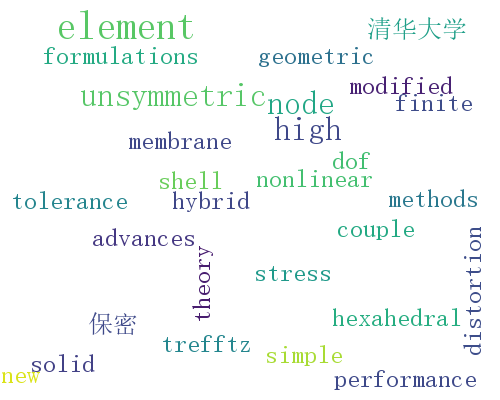 element
清华大学
formulations
geometric
modified
unsymmetric
node
finite
high
membrane
dof
shell
nonlinear
tolerance
hybrid
methods
couple
advances
theory
distortion
stress
保密
hexahedral
trefftz
simple
solid
new
performance